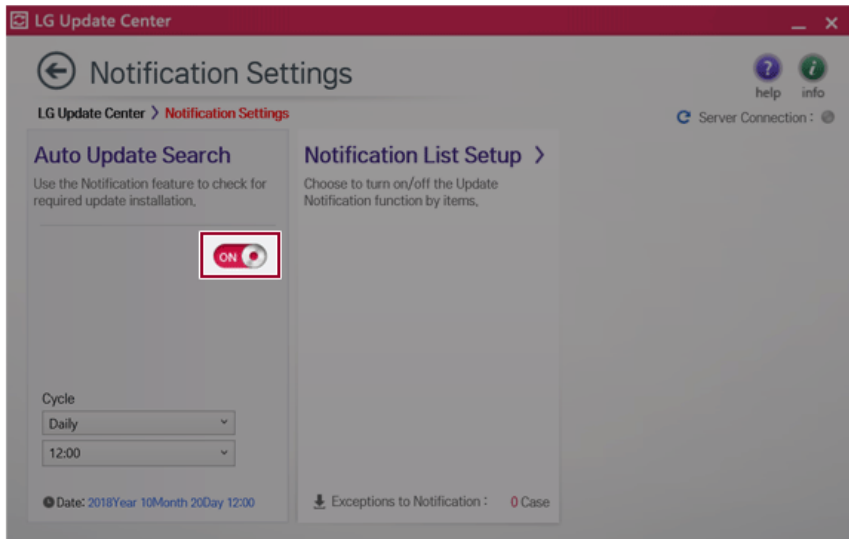 LG Update Center
Notification Settings
help
info
LG Update Center > Notification Settings
Server Connection :
Auto Update Search
Use the Notification feature to check for
required update installation.
ON
Cycle
Daily
12:00
Date: 2018Year 10Month 20Day 12:00
Notification List Setup >
Choose to turn on/off the Update
Notification function by items.
Exceptions to Notification : 0 Case